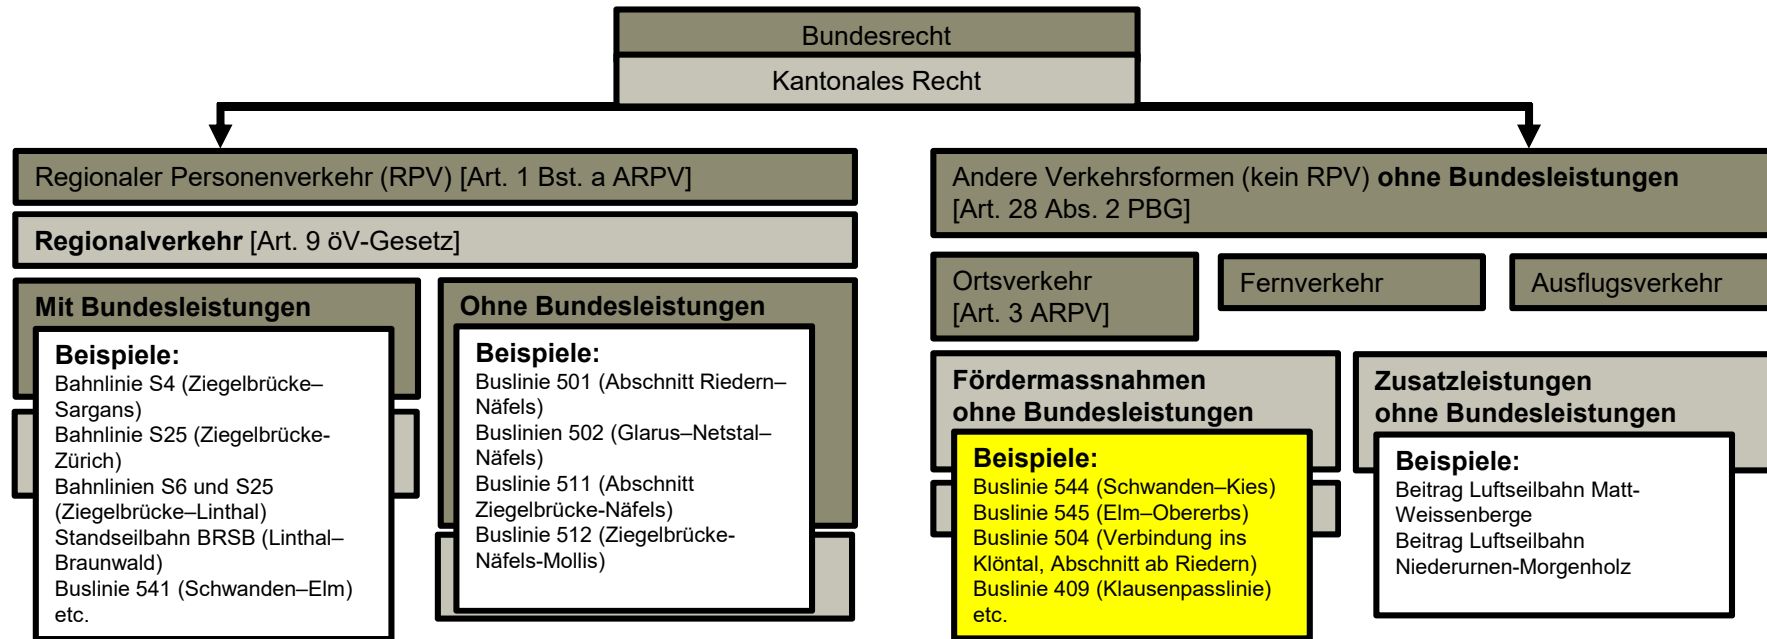 Bundesrecht
Kantonales Recht
Regionaler Personenverkehr (RPV) [Art. 1 Bst. a ARPV]
Regionalverkehr [Art. 9 öV-Gesetz]
Mit Bundesleistungen
Beispiele:
Bahnlinie S4 (Ziegelbrücke–
Sargans)
Bahnlinie S25 (Ziegelbrücke-
Zürich)
Bahnlinien S6 und S25
(Ziegelbrücke–Linthal)
Standseilbahn BRSB (Linthal–
Braunwald)
Buslinie 541 (Schwanden–Elm)
etc.
Ohne Bundesleistungen
Beispiele:
Buslinie 501 (Abschnitt Riedern–
Näfels)
Buslinien 502 (Glarus–Netstal–
Näfels)
Buslinie 511 (Abschnitt
Ziegelbrücke-Näfels)
Buslinie 512 (Ziegelbrücke-
Näfels-Mollis)
Andere Verkehrsformen (kein RPV) ohne Bundesleistungen
[Art. 28 Abs. 2 PBG]
Ortsverkehr
[Art. 3 ARPV]
Fernverkehr
Ausflugsverkehr
Fördermassnahmen
ohne Bundesleistungen
Beispiele:
Buslinie 544 (Schwanden–Kies)
Buslinie 545 (Elm–Obererbs)
Buslinie 504 (Verbindung ins
Klöntal, Abschnitt ab Riedern)
Buslinie 409 (Klausenpasslinie)
etc.
Zusatzleistungen
ohne Bundesleistungen
Beispiele:
Beitrag Luftseilbahn Matt-
Weissenberge
Beitrag Luftseilbahn
Niederurnen-Morgenholz